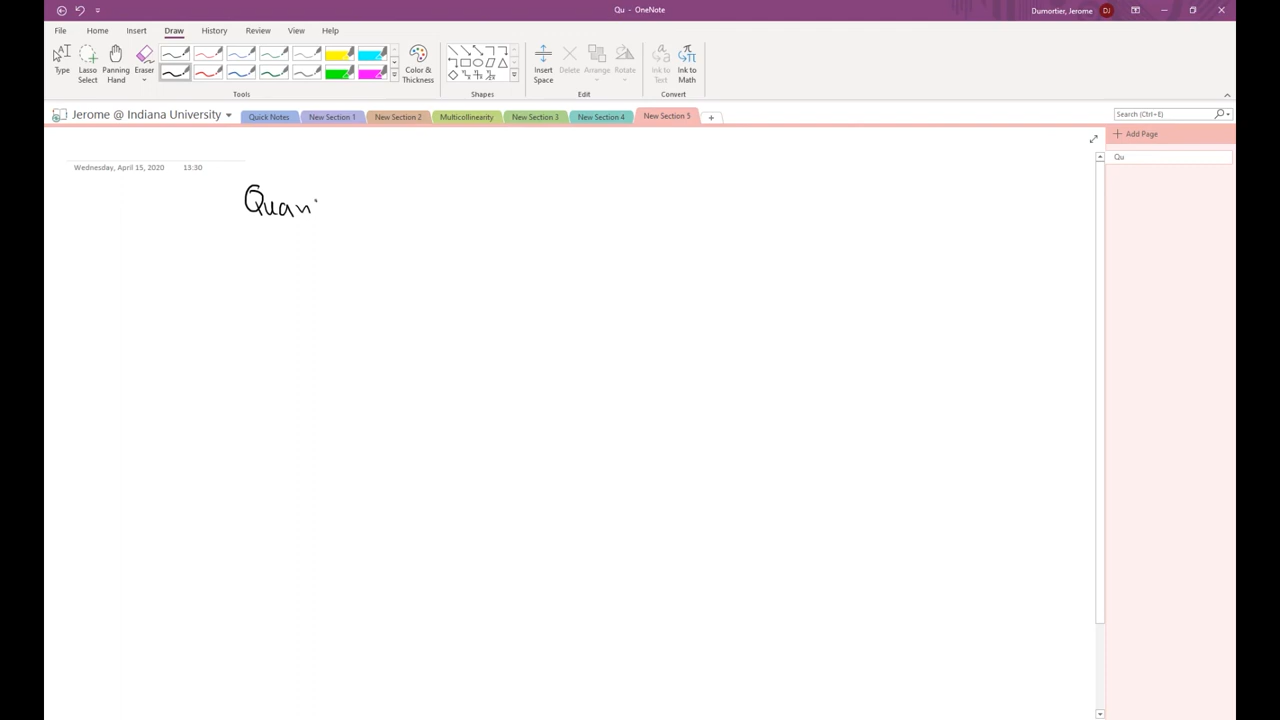 Qu - OneNote
Dumortier, Jerome DJ
File Home Insert Draw History Review View Help
Type Lasso Select Panning Hand Eraser Color & Thickness Insert Space Delete Arrange Rotate Ink to Text Ink to Math
Tools Shapes Edit Convert
Jerome @ Indiana University Quick Notes New Section 1 New Section 2 Multicollinearity New Section 3 New Section 4 New Section 5 + Search (Ctrl+E)
Add Page
Qu
Wednesday, April 15, 2020 13:30
Quan